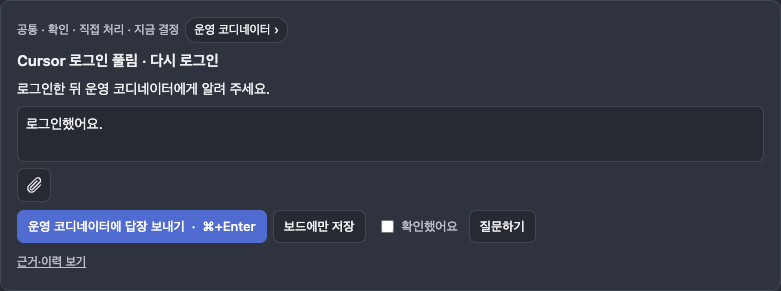 공통 · 확인 · 직접 처리 · 지금 결정 운영 코디네이터 ›
Cursor 로그인 풀림 · 다시 로그인
로그인한 뒤 운영 코디네이터에게 알려 주세요.
로그인했어요.
운영 코디네이터에 답장 보내기 · ⌘+Enter 보드에만 저장 확인했어요 질문하기
근거·이력 보기